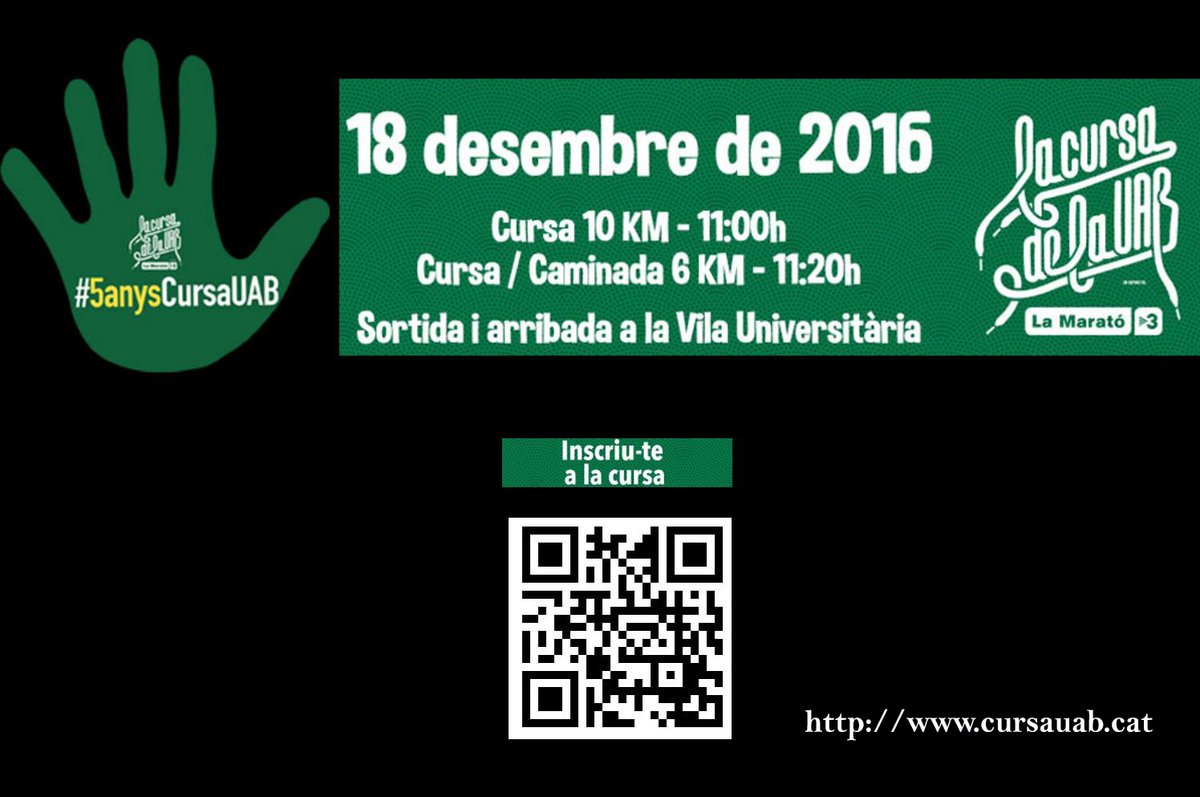 la cursa
de la UAB
La Marató 3
#5anysCursaUAB
18 desembre de 2016
Cursa 10 KM - 11:00h
Cursa / Caminada 6 KM - 11:20h
Sortida i arribada a la Vila Universitària
la cursa
de la UAB
La Marató 3
Inscriu-te
a la cursa
http://www.cursauab.cat